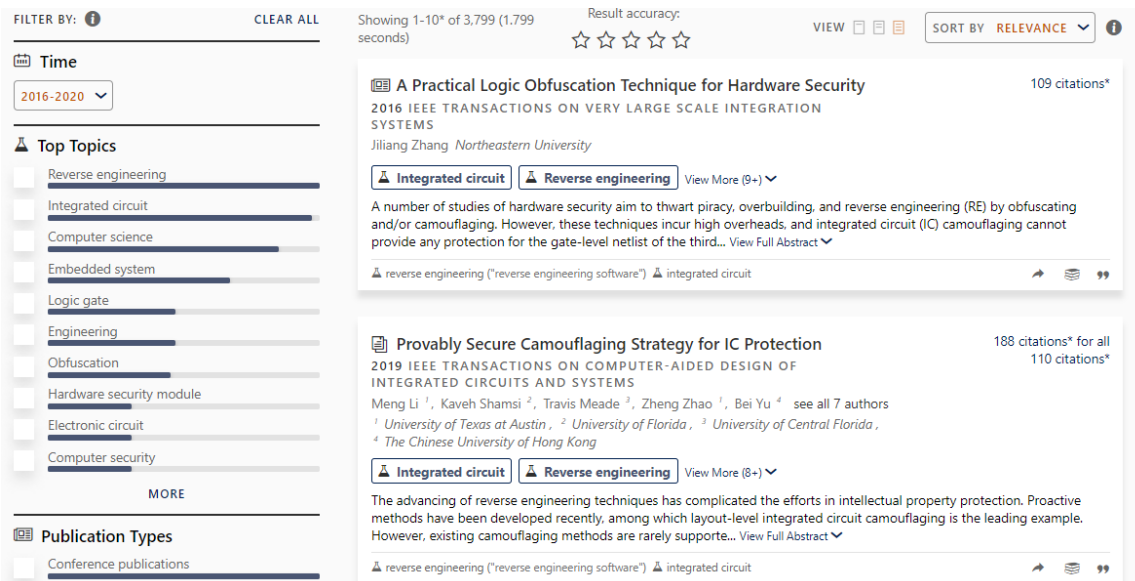 FILTER BY:
CLEAR ALL
Time
2016-2020
Top Topics
Reverse engineering
Integrated circuit
Computer science
Embedded system
Logic gate
Engineering
Obfuscation
Hardware security module
Electronic circuit
Computer security
MORE
Publication Types
Conference publications
Showing 1-10* of 3,799 (1.799
seconds)
Result accuracy:
VIEW
SORT BY RELEVANCE
A Practical Logic Obfuscation Technique for Hardware Security
109 citations*
2016 IEEE TRANSACTIONS ON VERY LARGE SCALE INTEGRATION
SYSTEMS
Jiliang Zhang Northeastern University
Integrated circuit Reverse engineering View More (9+)
A number of studies of hardware security aim to thwart piracy, overbuilding, and reverse engineering (RE) by obfuscating
and/or camouflaging. However, these techniques incur high overheads, and integrated circuit (IC) camouflaging cannot
provide any protection for the gate-level netlist of the third... View Full Abstract
reverse engineering ("reverse engineering software") integrated circuit
Provably Secure Camouflaging Strategy for IC Protection
188 citations* for all
110 citations*
2019 IEEE TRANSACTIONS ON COMPUTER-AIDED DESIGN OF
INTEGRATED CIRCUITS AND SYSTEMS
Meng Li 1, Kaveh Shamsi 2, Travis Meade 3, Zheng Zhao 1, Bei Yu 4 see all 7 authors
1 University of Texas at Austin, 2 University of Florida, 3 University of Central Florida,
4 The Chinese University of Hong Kong
Integrated circuit Reverse engineering View More (8+)
The advancing of reverse engineering techniques has complicated the efforts in intellectual property protection. Proactive
methods have been developed recently, among which layout-level integrated circuit camouflaging is the leading example.
However, existing camouflaging methods are rarely supporte... View Full Abstract
reverse engineering ("reverse engineering software") integrated circuit